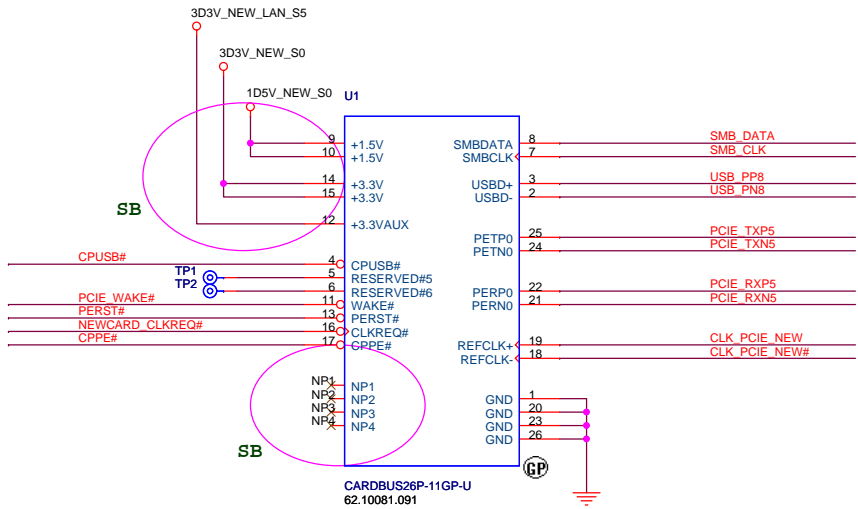 3D3V_NEW_LAN_S5
3D3V_NEW_S0
1D5V_NEW_S0
U1
9 +1.5V
10 +1.5V
14 +3.3V
15 +3.3V
12 +3.3VAUX
SB
CPUSB# 4 CPUSB#
TP1 5 RESERVED#5
TP2 6 RESERVED#6
PCIE_WAKE# 11 WAKE#
PERST# 13 PERST#
NEWCARD_CLKREQ# 16 CLKREQ#
CPPE# 17 CPPE#
NP1 NP1
NP2 NP2
NP3 NP3
NP4 NP4
SB
SMBDATA 8 SMB_DATA
SMBCLK 7 SMB_CLK
USBD+ 3 USB_PP8
USBD- 2 USB_PN8
PETP0 25 PCIE_TXP5
PETN0 24 PCIE_TXN5
PERP0 22 PCIE_RXP5
PERN0 21 PCIE_RXN5
REFCLK+ 19 CLK_PCIE_NEW
REFCLK- 18 CLK_PCIE_NEW#
GND 1
GND 20
GND 23
GND 26
GP
CARDBUS26P-11GP-U
62.10081.091